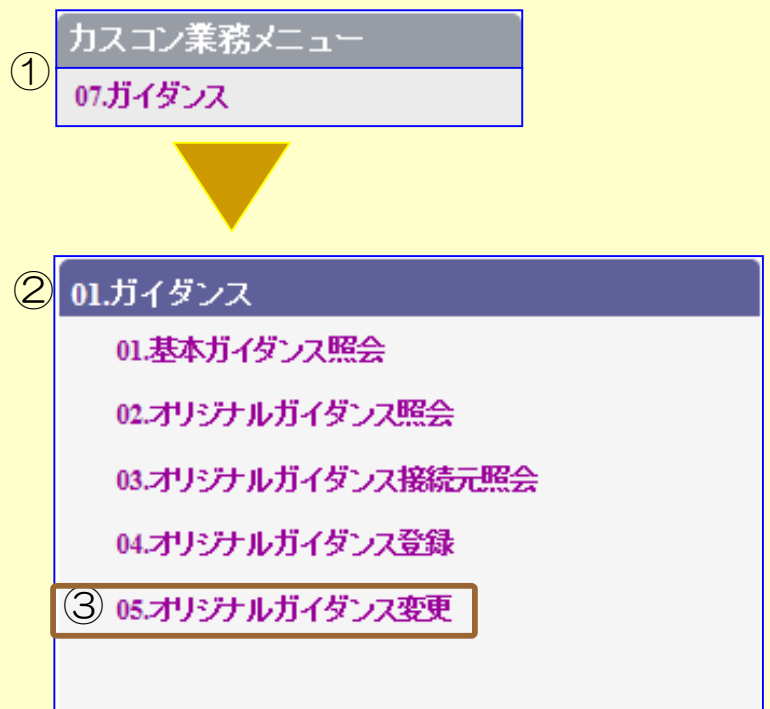 カスコン業務メニュー
① 07.ガイダンス
② 01.ガイダンス
01.基本ガイダンス照会
02.オリジナルガイダンス照会
03.オリジナルガイダンス接続元照会
04.オリジナルガイダンス登録
③ 05.オリジナルガイダンス変更